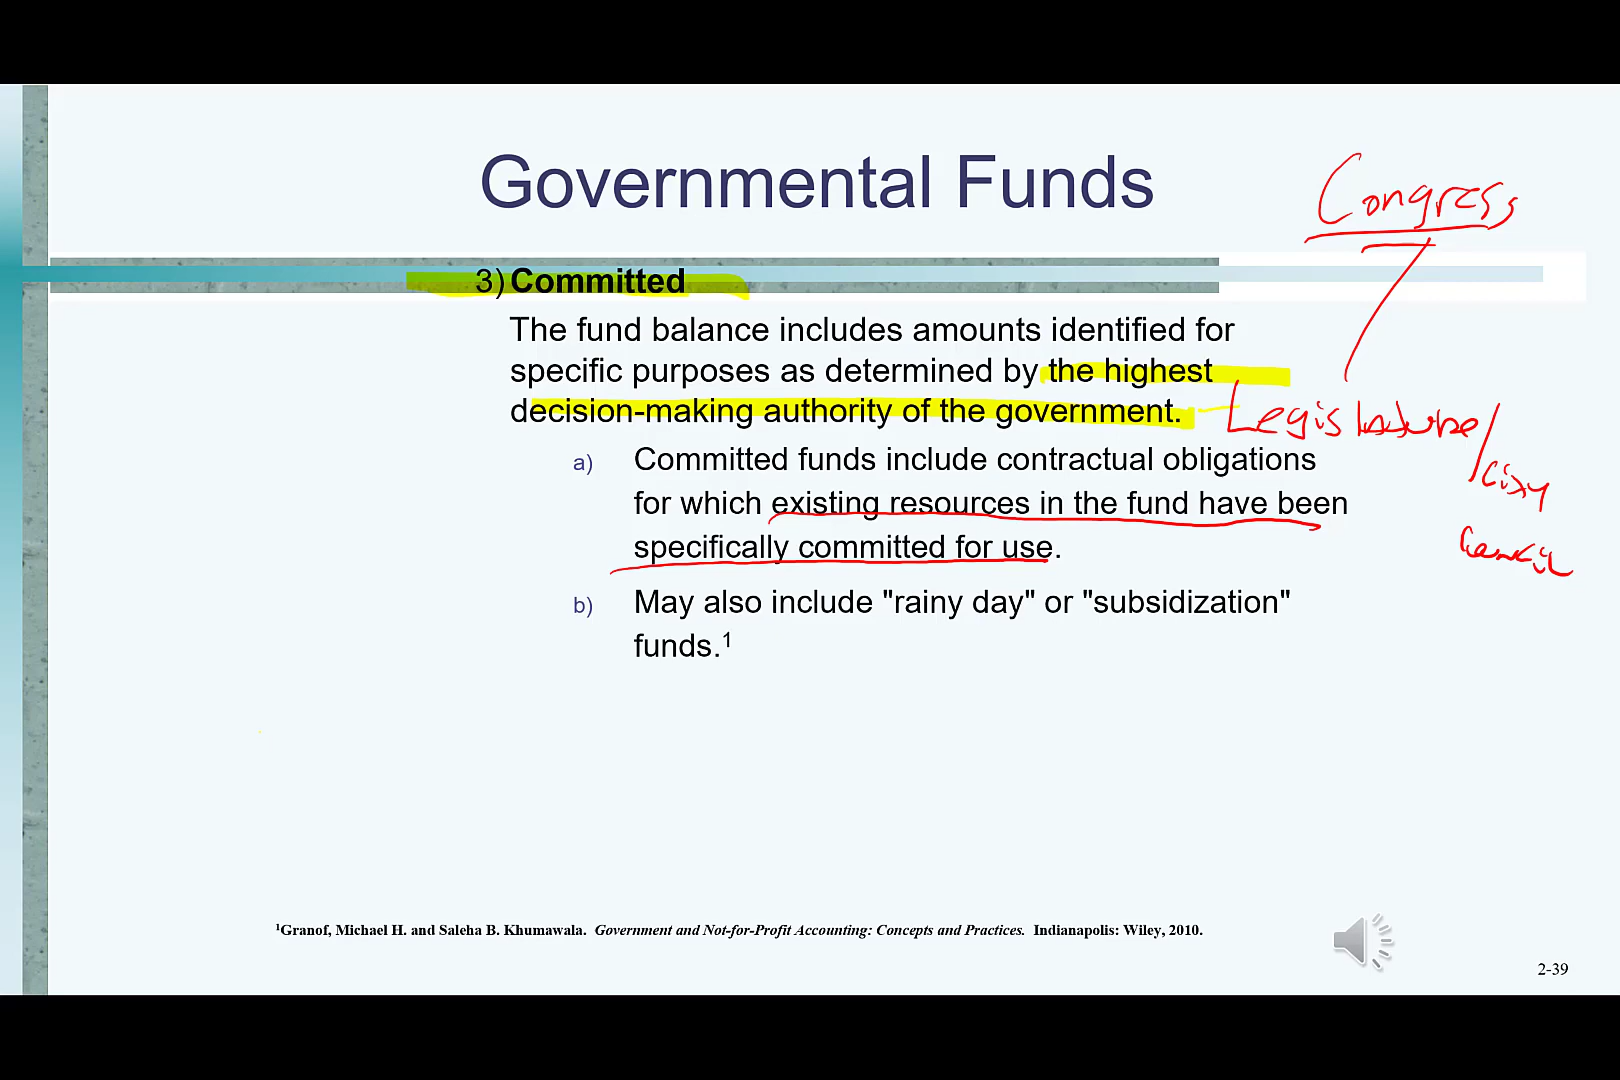 Governmental Funds
Congress
3) Committed
The fund balance includes amounts identified for
specific purposes as determined by the highest
decision-making authority of the government.
Legislature/
City
Council
a) Committed funds include contractual obligations
for which existing resources in the fund have been
specifically committed for use.
b) May also include "rainy day" or "subsidization"
funds.¹
¹Granof, Michael H. and Saleha B. Khumawala. Government and Not-for-Profit Accounting: Concepts and Practices. Indianapolis: Wiley, 2010.
2-39